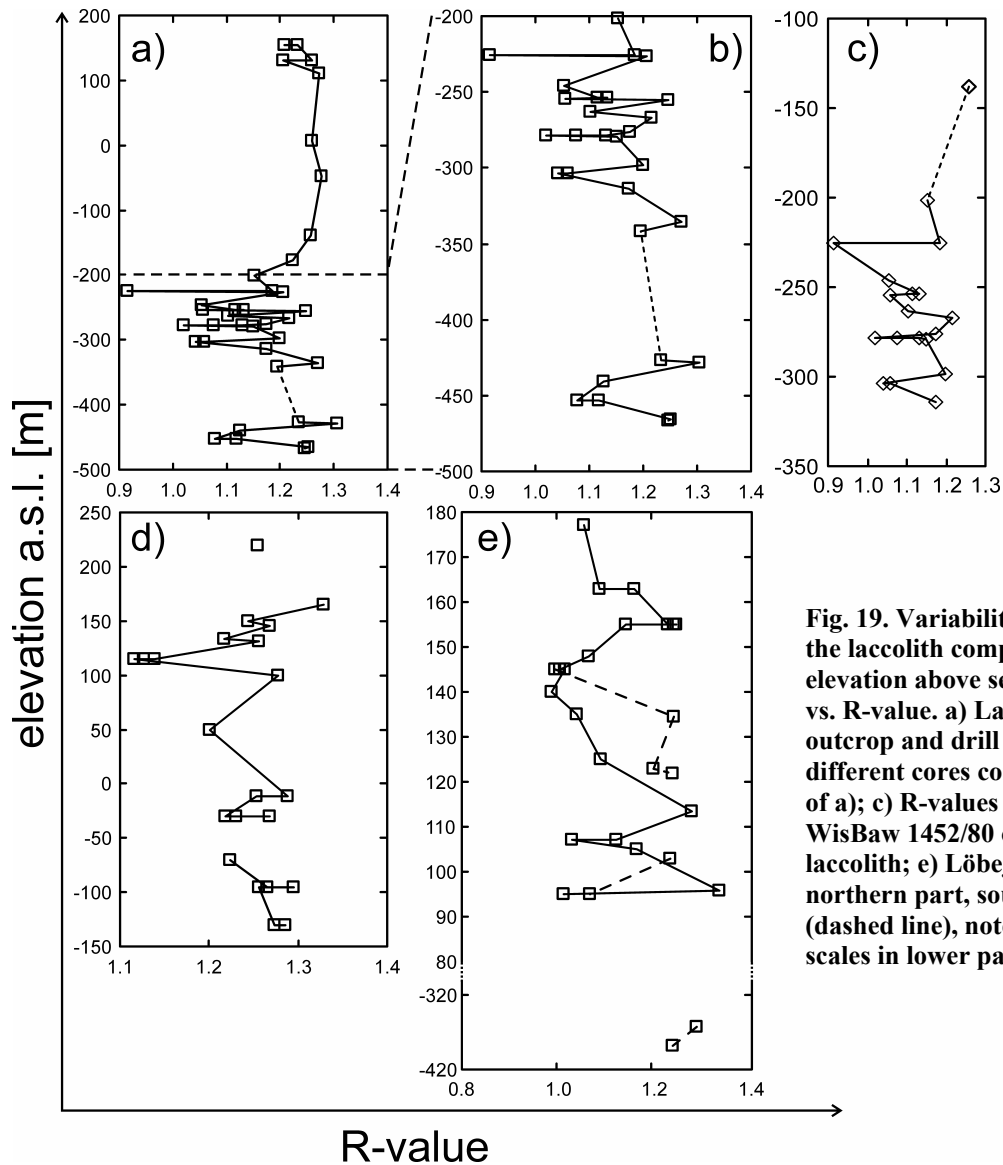 elevation a.s.l. [m]
a)
200
150
100
0
-100
-200
-300
-400
-500
0.9 1.0 1.1 1.2 1.3 1.4
b)
-200
-250
-300
-350
-400
-450
-500
0.9 1.0 1.1 1.2 1.3 1.4
c)
-100
-150
-200
-250
-300
-350
0.9 1.0 1.1 1.2 1.3
d)
250
200
150
100
50
0
-50
-100
-150
1.1 1.2 1.3 1.4
e)
180
170
160
150
140
130
120
110
100
90
80
-320
-420
0.8 1.0 1.2 1.4
R-value
Fig. 19. Variabilit
the laccolith comp
elevation above se
vs. R-value. a) La
outcrop and drill
different cores co
of a); c) R-values
WisBaw 1452/80
laccolith; e) Löbe
northern part, sou
(dashed line), note
scales in lower pa